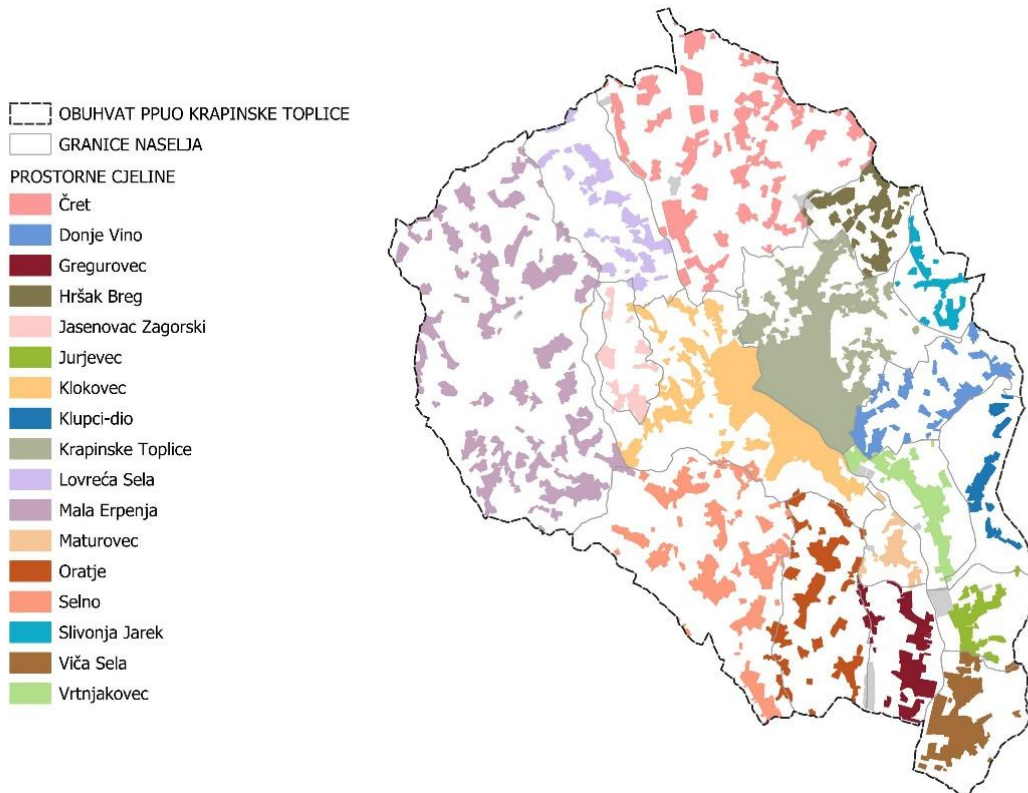 OBUHVAT PPUO KRAPINSKE TOPLICE
GRANICE NASELJA
PROSTORNE CJELINE
Čret
Donje Vino
Gregurovec
Hršak Breg
Jasenovac Zagorski
Jurjevec
Klokovec
Klupci-dio
Krapinske Toplice
Lovreća Sela
Mala Erpenja
Maturovec
Oratje
Selno
Slivonja Jarek
Viča Sela
Vrtnjakovec